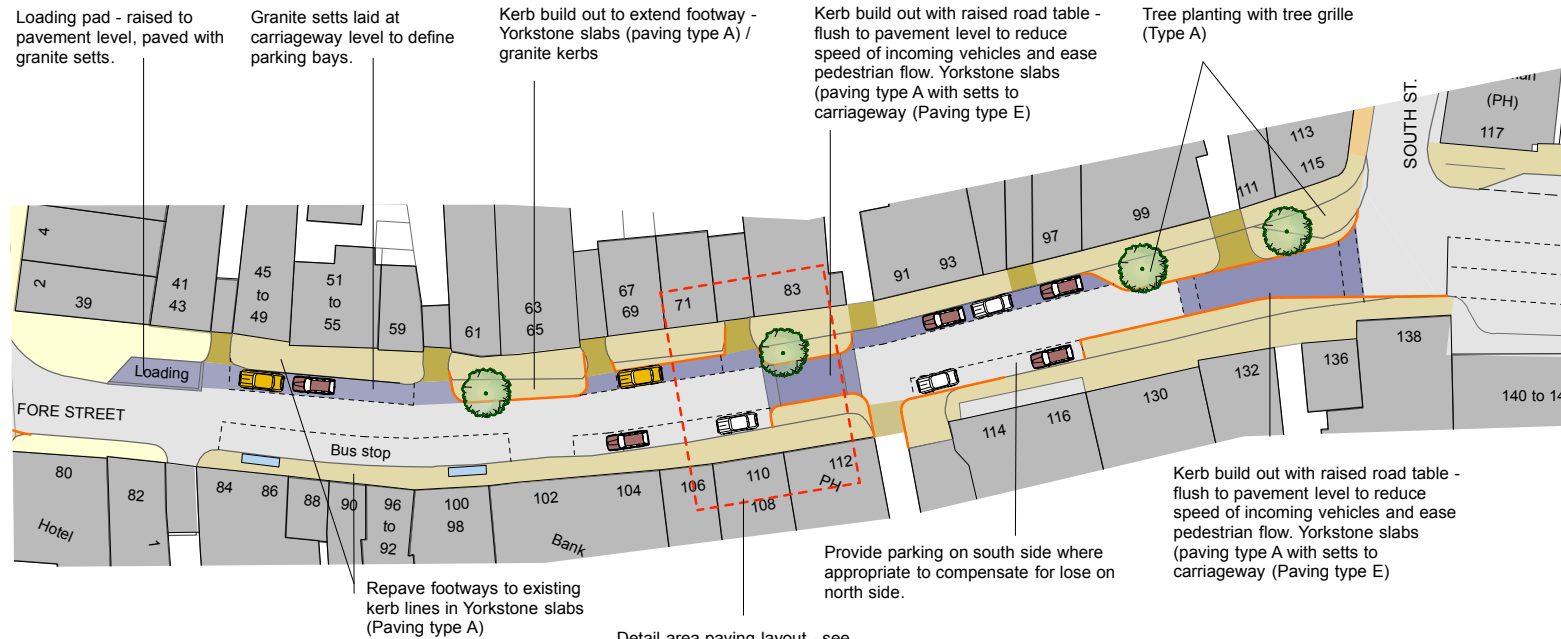 Loading pad - raised to
pavement level, paved with
granite setts.
Granite setts laid at
carriageway level to define
parking bays.
Kerb build out to extend footway -
Yorkstone slabs (paving type A) /
granite kerbs
Kerb build out with raised road table -
flush to pavement level to reduce
speed of incoming vehicles and ease
pedestrian flow. Yorkstone slabs
(paving type A with setts to
carriageway (Paving type E)
Tree planting with tree grille
(Type A)
SOUTH ST.
(PH)
117
113
115
111
99
97
93
91
83
71
67
69
63
65
61
59
51
to
55
45
to
49
41
43
4
2
39
Loading
FORE STREET
Bus stop
80
Hotel
82
1
84
86
88
90
96
to
92
100
98
102
Bank
104
106
110
108
112
PH
114
116
130
132
136
138
Repave footways to existing
kerb lines in Yorkstone slabs
(Paving type A)
Detail area paving layout - see
Provide parking on south side where
appropriate to compensate for lose on
north side.
Kerb build out with raised road table -
flush to pavement level to reduce
speed of incoming vehicles and ease
pedestrian flow. Yorkstone slabs
(paving type A with setts to
carriageway (Paving type E)
140 to